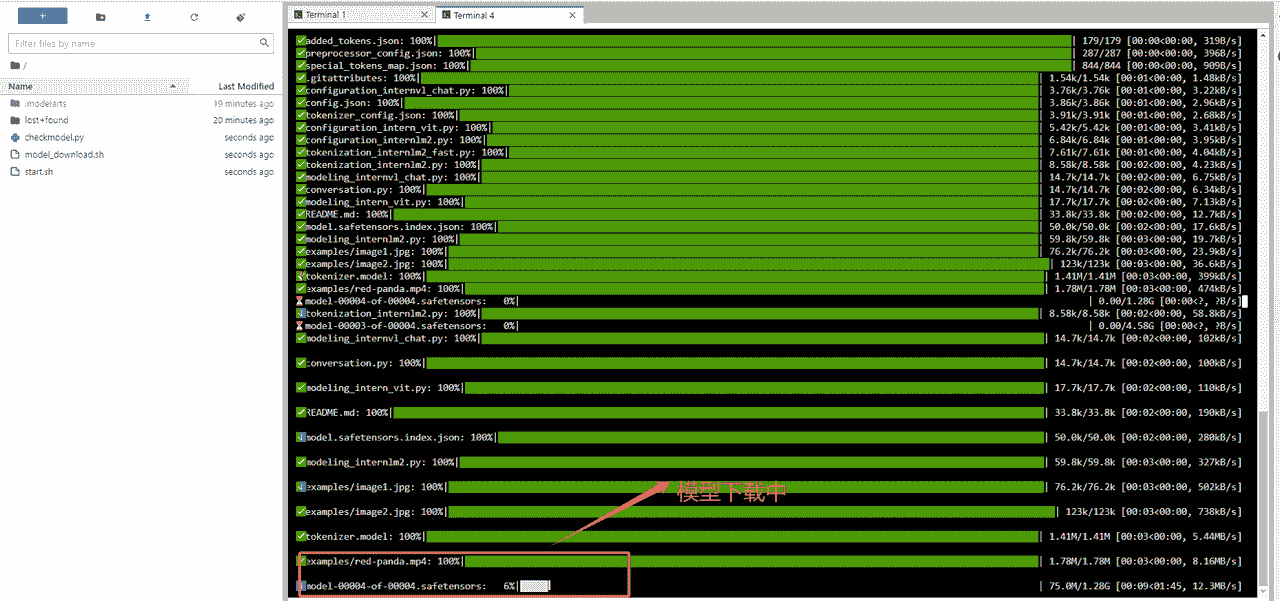 +
Filter files by name
/
Name
Last Modified
.modelarts
19 minutes ago
lost+found
20 minutes ago
checkmodel.py
seconds ago
model_download.sh
seconds ago
start.sh
seconds ago
Terminal 1
Terminal 4
added_tokens.json: 100%| | 179/179 [00:00<00:00, 319B/s]
preprocessor_config.json: 100%| | 287/287 [00:00<00:00, 396B/s]
special_tokens_map.json: 100%| | 844/844 [00:00<00:00, 909B/s]
.gitattributes: 100%| | 1.54k/1.54k [00:01<00:00, 1.48kB/s]
configuration_internvl_chat.py: 100%| | 3.76k/3.76k [00:01<00:00, 3.22kB/s]
config.json: 100%| | 3.86k/3.86k [00:01<00:00, 2.96kB/s]
tokenizer_config.json: 100%| | 3.91k/3.91k [00:01<00:00, 2.68kB/s]
configuration_intern_vit.py: 100%| | 5.42k/5.42k [00:01<00:00, 3.41kB/s]
configuration_internlm2.py: 100%| | 6.84k/6.84k [00:01<00:00, 3.95kB/s]
tokenization_internlm2_fast.py: 100%| | 7.61k/7.61k [00:01<00:00, 4.04kB/s]
tokenization_internlm2.py: 100%| | 8.58k/8.58k [00:02<00:00, 4.23kB/s]
modeling_internvl_chat.py: 100%| | 14.7k/14.7k [00:02<00:00, 6.75kB/s]
conversation.py: 100%| | 14.7k/14.7k [00:02<00:00, 6.34kB/s]
modeling_intern_vit.py: 100%| | 17.7k/17.7k [00:02<00:00, 7.13kB/s]
README.md: 100%| | 33.8k/33.8k [00:02<00:00, 12.7kB/s]
model.safetensors.index.json: 100%| | 50.0k/50.0k [00:02<00:00, 17.6kB/s]
modeling_internlm2.py: 100%| | 59.8k/59.8k [00:03<00:00, 19.7kB/s]
examples/image1.jpg: 100%| | 76.2k/76.2k [00:03<00:00, 23.9kB/s]
examples/image2.jpg: 100%| | 123k/123k [00:03<00:00, 36.6kB/s]
tokenizer.model: 100%| | 1.41M/1.41M [00:03<00:00, 399kB/s]
examples/red-panda.mp4: 100%| | 1.78M/1.78M [00:03<00:00, 474kB/s]
model-00004-of-00004.safetensors: 0%| | 0.00/1.28G [00:00<?, ?B/s]
tokenization_internlm2.py: 100%| | 8.58k/8.58k [00:02<00:00, 58.8kB/s]
model-00003-of-00004.safetensors: 0%| | 0.00/4.58G [00:00<?, ?B/s]
modeling_internvl_chat.py: 100%| | 14.7k/14.7k [00:02<00:00, 102kB/s]
conversation.py: 100%| | 14.7k/14.7k [00:02<00:00, 100kB/s]
modeling_intern_vit.py: 100%| | 17.7k/17.7k [00:02<00:00, 110kB/s]
README.md: 100%| | 33.8k/33.8k [00:02<00:00, 190kB/s]
model.safetensors.index.json: 100%| | 50.0k/50.0k [00:02<00:00, 280kB/s]
modeling_internlm2.py: 100%| | 59.8k/59.8k [00:03<00:00, 327kB/s]
examples/image1.jpg: 100%| | 76.2k/76.2k [00:03<00:00, 502kB/s]
模型下载中
examples/image2.jpg: 100%| | 123k/123k [00:03<00:00, 738kB/s]
tokenizer.model: 100%| | 1.41M/1.41M [00:03<00:00, 5.44MB/s]
examples/red-panda.mp4: 100%| | 1.78M/1.78M [00:03<00:00, 8.16MB/s]
model-00004-of-00004.safetensors: 6%| | 75.0M/1.28G [00:09<01:45, 12.3MB/s]